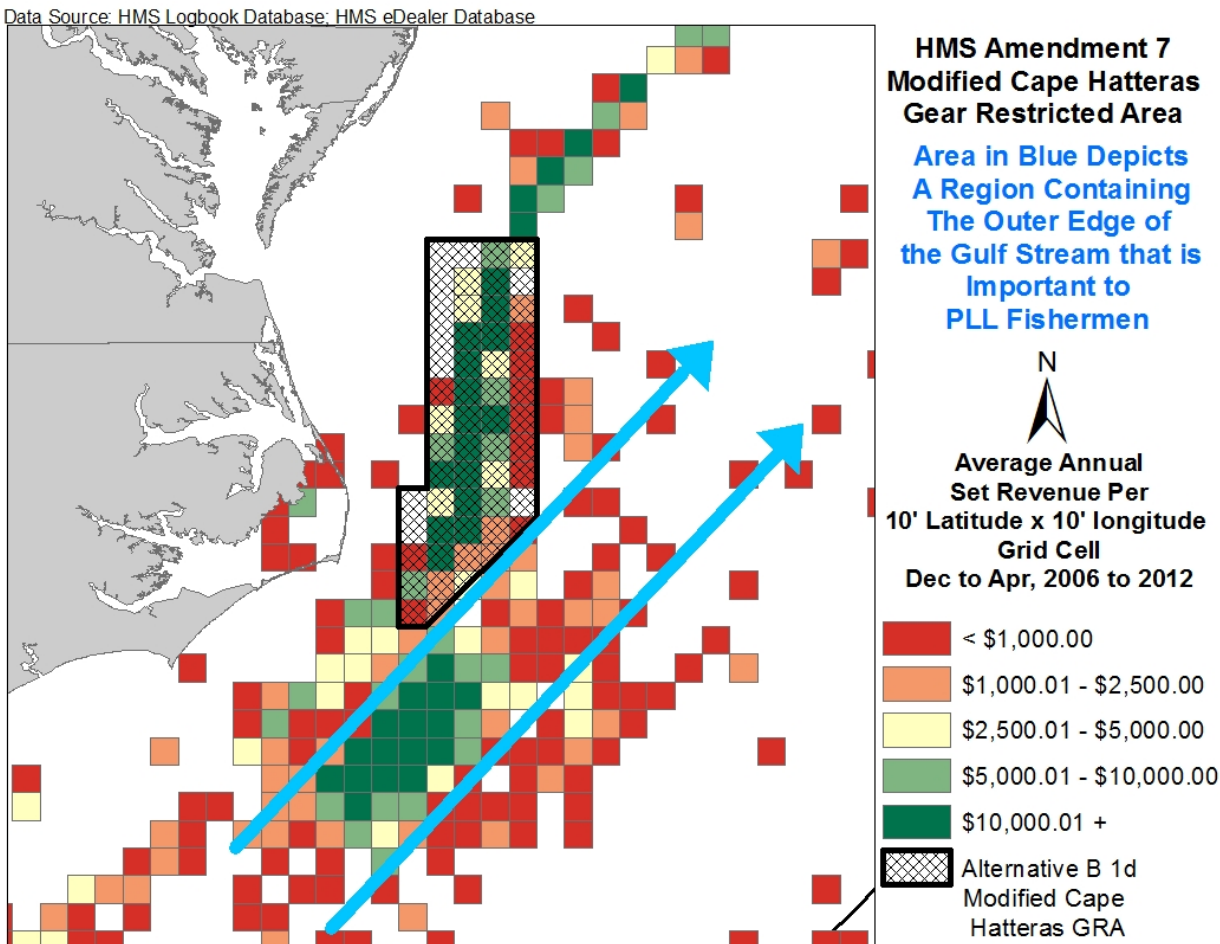 Data Source: HMS Logbook Database; HMS eDealer Database
HMS Amendment 7
Modified Cape Hatteras
Gear Restricted Area
Area in Blue Depicts
A Region Containing
The Outer Edge of
the Gulf Stream that is
Important to
PLL Fishermen
N
Average Annual
Set Revenue Per
10' Latitude x 10' longitude
Grid Cell
Dec to Apr, 2006 to 2012
< $1,000.00
$1,000.01 - $2,500.00
$2,500.01 - $5,000.00
$5,000.01 - $10,000.00
$10,000.01 +
Alternative B 1d
Modified Cape
Hatteras GRA